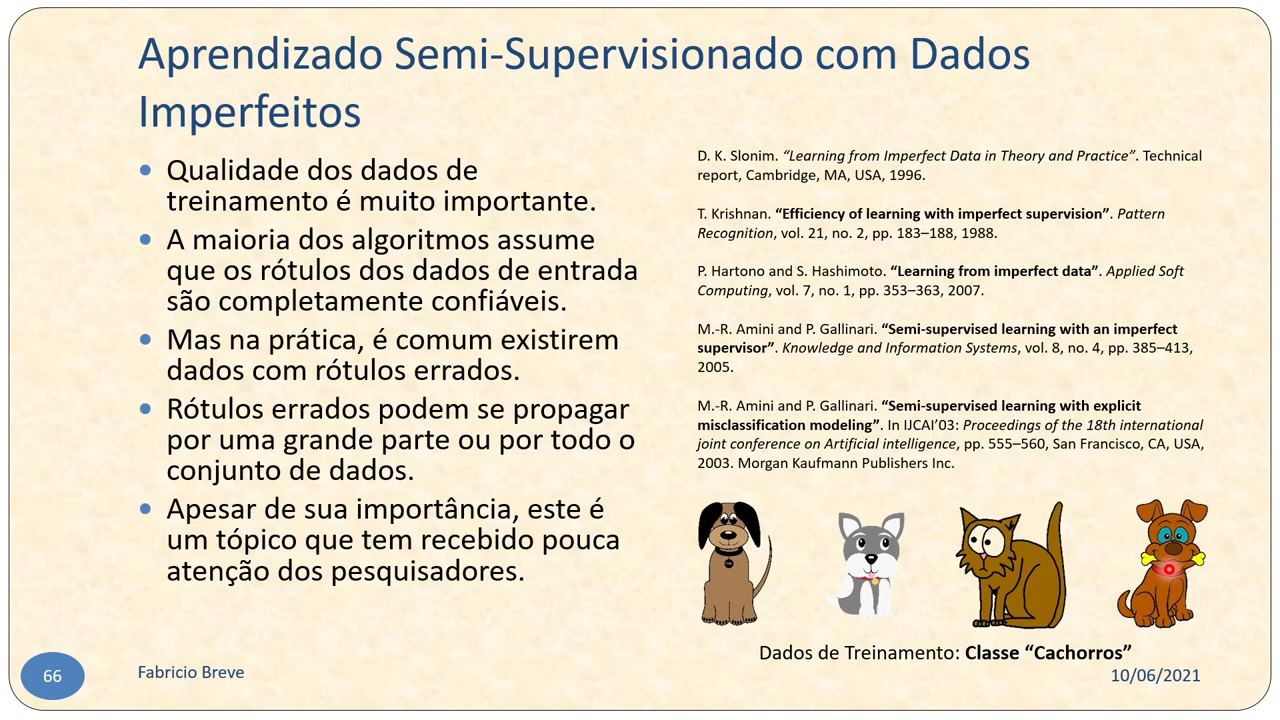 Aprendizado Semi-Supervisionado com Dados
Imperfeitos
Qualidade dos dados de
treinamento é muito importante.
A maioria dos algoritmos assume
que os rótulos dos dados de entrada
são completamente confiáveis.
Mas na prática, é comum existirem
dados com rótulos errados.
Rótulos errados podem se propagar
por uma grande parte ou por todo o
conjunto de dados.
Apesar de sua importância, este é
um tópico que tem recebido pouca
atenção dos pesquisadores.
D. K. Slonim. “Learning from Imperfect Data in Theory and Practice”. Technical
report, Cambridge, MA, USA, 1996.
T. Krishnan. “Efficiency of learning with imperfect supervision”. Pattern
Recognition, vol. 21, no. 2, pp. 183–188, 1988.
P. Hartono and S. Hashimoto. “Learning from imperfect data”. Applied Soft
Computing, vol. 7, no. 1, pp. 353–363, 2007.
M.-R. Amini and P. Gallinari. “Semi-supervised learning with an imperfect
supervisor”. Knowledge and Information Systems, vol. 8, no. 4, pp. 385–413,
2005.
M.-R. Amini and P. Gallinari. “Semi-supervised learning with explicit
misclassification modeling”. In IJCAI’03: Proceedings of the 18th international
joint conference on Artificial intelligence, pp. 555–560, San Francisco, CA, USA,
2003. Morgan Kaufmann Publishers Inc.
Dados de Treinamento: Classe “Cachorros”
66
Fabricio Breve
10/06/2021